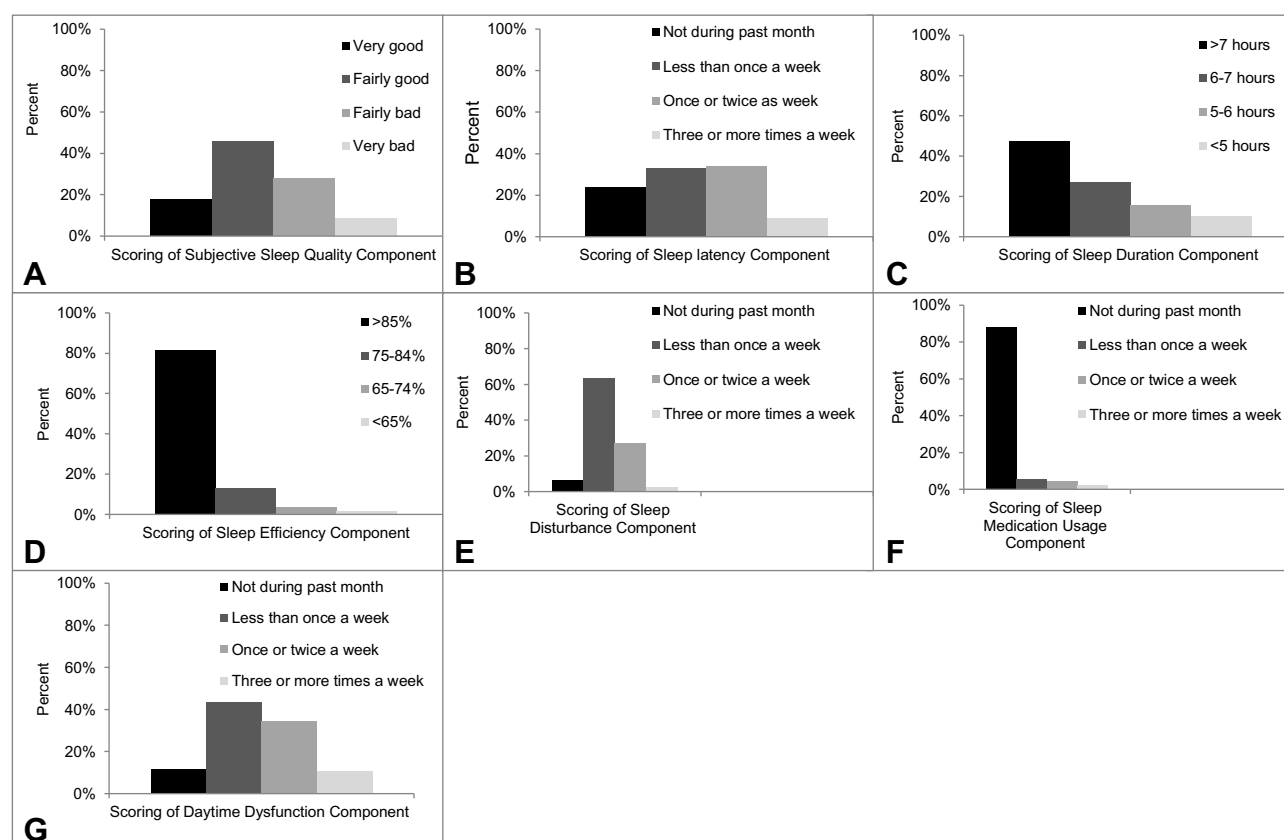 100%
80%
60%
40%
20%
0%
Percent
Very good
Fairly good
Fairly bad
Very bad
Scoring of Subjective Sleep Quality Component
A
100%
80%
60%
40%
20%
0%
Percent
Not during past month
Less than once a week
Once or twice as week
Three or more times a week
Scoring of Sleep latency Component
B
100%
80%
60%
40%
20%
0%
Percent
>7 hours
6-7 hours
5-6 hours
<5 hours
Scoring of Sleep Duration Component
C
100%
80%
60%
40%
20%
0%
Percent
>85%
75-84%
65-74%
<65%
Scoring of Sleep Efficiency Component
D
100%
80%
60%
40%
20%
0%
Percent
Not during past month
Less than once a week
Once or twice a week
Three or more times a week
Scoring of Sleep
Disturbance Component
E
100%
80%
60%
40%
20%
0%
Percent
Not during past month
Less than once a week
Once or twice a week
Three or more times a week
Scoring of Sleep
Medication Usage
Component
F
100%
80%
60%
40%
20%
0%
Percent
Not during past month
Less than once a week
Once or twice a week
Three or more times a week
Scoring of Daytime Dysfunction Component
G